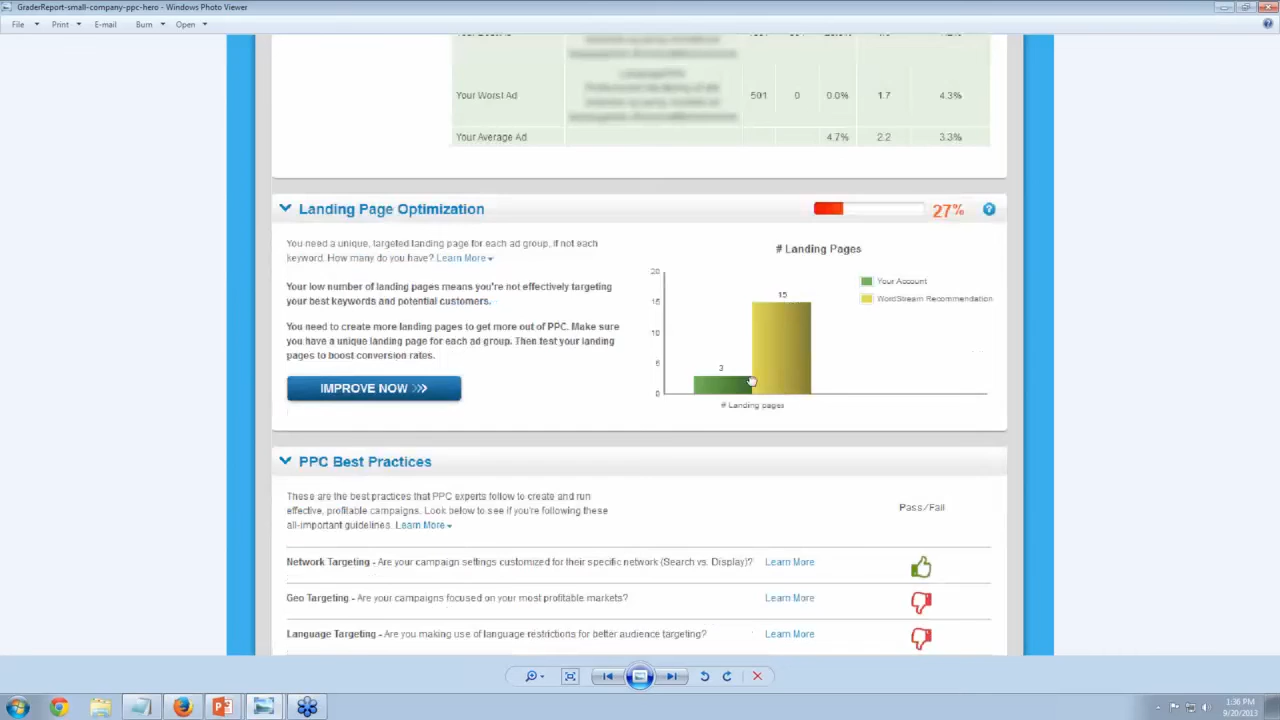 GraderReport-small-company-ppc-hero - Windows Photo Viewer
File Print E-mail Burn Open
Your Worst Ad 501 0 0.0% 1.7 4.3%
Your Average Ad 4.7% 2.2 3.3%
Landing Page Optimization 27%
You need a unique, targeted landing page for each ad group, if not each
keyword. How many do you have? Learn More
Your low number of landing pages means you're not effectively targeting
your best keywords and potential customers.
You need to create more landing pages to get more out of PPC. Make sure
you have a unique landing page for each ad group. Then test your landing
pages to boost conversion rates.
IMPROVE NOW >>>
# Landing Pages
20
15
10
5
0
3
15
# Landing pages
Your Account
WordStream Recommendation
PPC Best Practices
These are the best practices that PPC experts follow to create and run
effective, profitable campaigns. Look below to see if you're following these
all-important guidelines. Learn More
Pass/Fail
Network Targeting - Are your campaign settings customized for their specific network (Search vs. Display)? Learn More
Geo Targeting - Are your campaigns focused on your most profitable markets? Learn More
Language Targeting - Are you making use of language restrictions for better audience targeting? Learn More
1:36 PM
9/20/2013